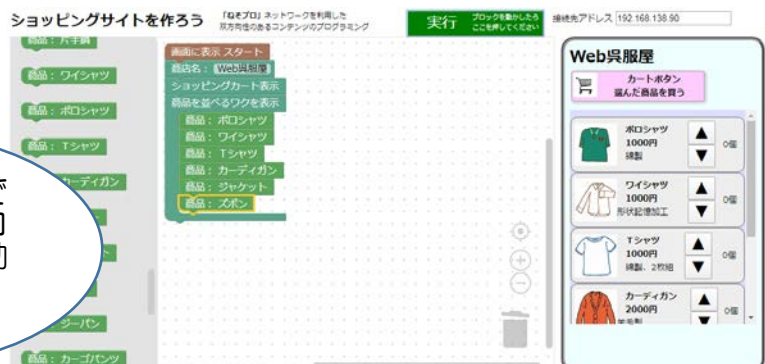 ショッピングサイトを作ろう
「ねそプロ」ネットワークを利用した
双方向性のあるコンテンツのプログラミング
実行
ブロックを動かしたら
ここを押してください
接続先アドレス 192.168.138.90
商品： 片手鍋
商品： ワイシャツ
商品： ポロシャツ
商品： Tシャツ
カーディガン
ジーパン
商品： カーゴパンツ
画面に表示 スタート
商店名： Web呉服屋
ショッピングカート表示
商品を並べるワクを表示
商品： ポロシャツ
商品： ワイシャツ
商品： Tシャツ
商品： カーディガン
商品： ジャケット
商品： ズボン
Web呉服屋
カートボタン
選んだ商品を買う
ポロシャツ
1000円
綿製
▲
▼
0個
ワイシャツ
1000円
形状記憶加工
▲
▼
0個
Tシャツ
1000円
綿製、2枚組
▲
▼
0個
カーディガン
2000円
羊毛製
▲
▼
0個